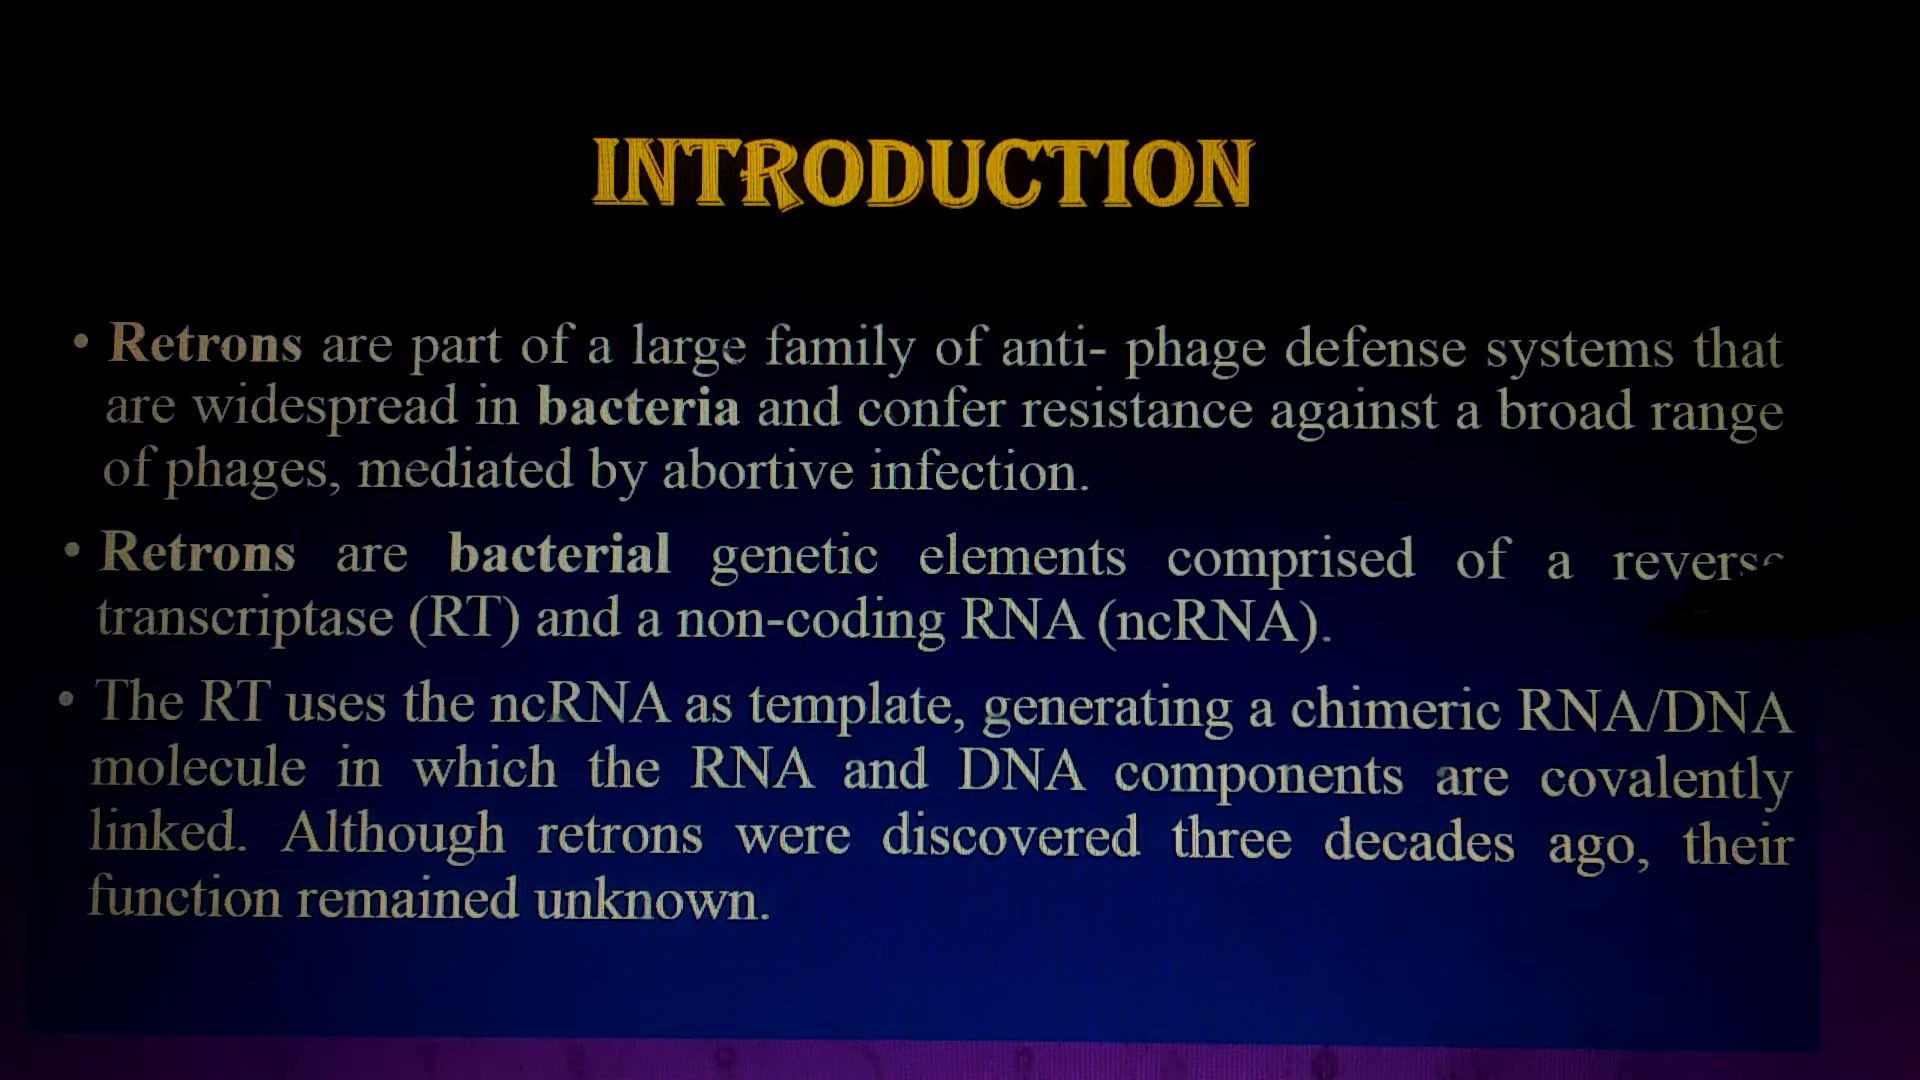 INTRODUCTION
• Retrons are part of a large family of anti- phage defense systems that
are widespread in bacteria and confer resistance against a broad range
of phages, mediated by abortive infection.
• Retrons are bacterial genetic elements comprised of a reverse
transcriptase (RT) and a non-coding RNA (ncRNA).
• The RT uses the ncRNA as template, generating a chimeric RNA/DNA
molecule in which the RNA and DNA components are covalently
linked. Although retrons were discovered three decades ago, their
function remained unknown.